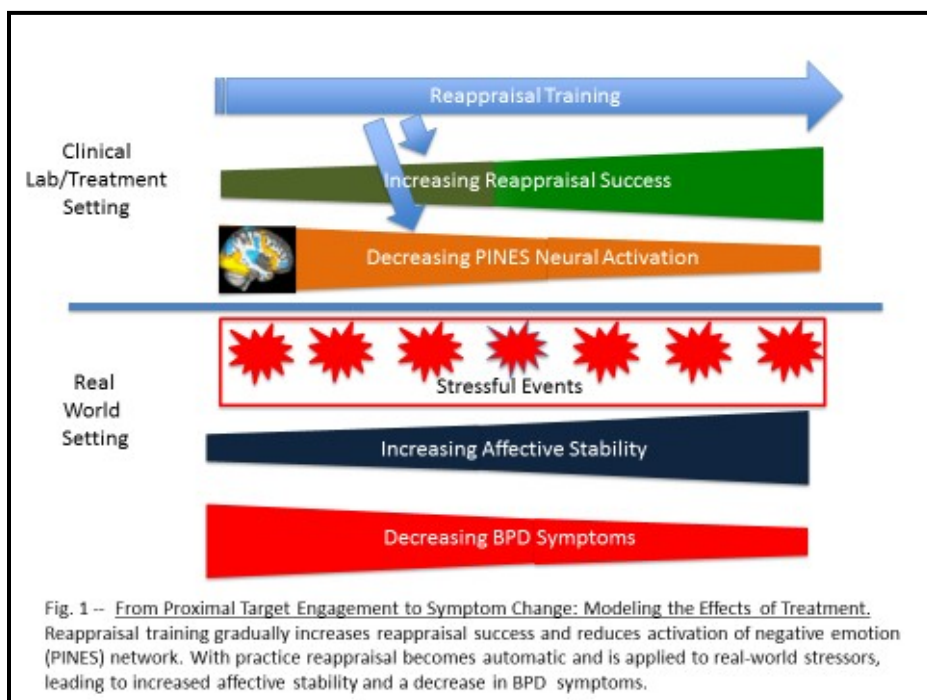 Reappraisal Training
Clinical
Lab/Treatment
Setting
Increasing Reappraisal Success
Decreasing PINES Neural Activation
Real
World
Setting
Stressful Events
Increasing Affective Stability
Decreasing BPD Symptoms
Fig. 1 -- From Proximal Target Engagement to Symptom Change: Modeling the Effects of Treatment.
Reappraisal training gradually increases reappraisal success and reduces activation of negative emotion
(PINES) network. With practice reappraisal becomes automatic and is applied to real-world stressors,
leading to increased affective stability and a decrease in BPD symptoms.